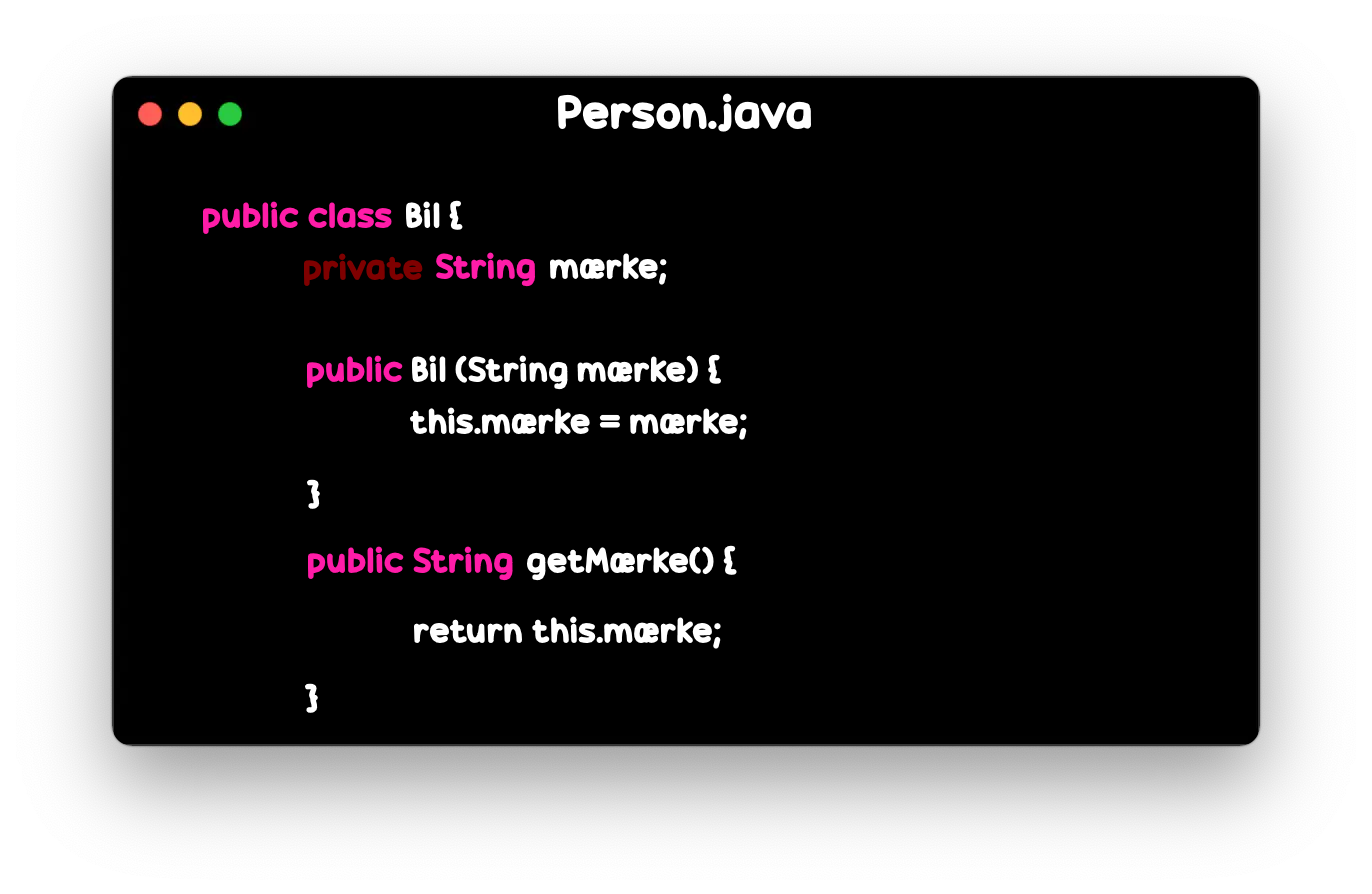 Person.java
public class Bil {
private String mærke;
public Bil (String mærke) {
this.mærke = mærke;
}
public String getMærke() {
return this.mærke;
}